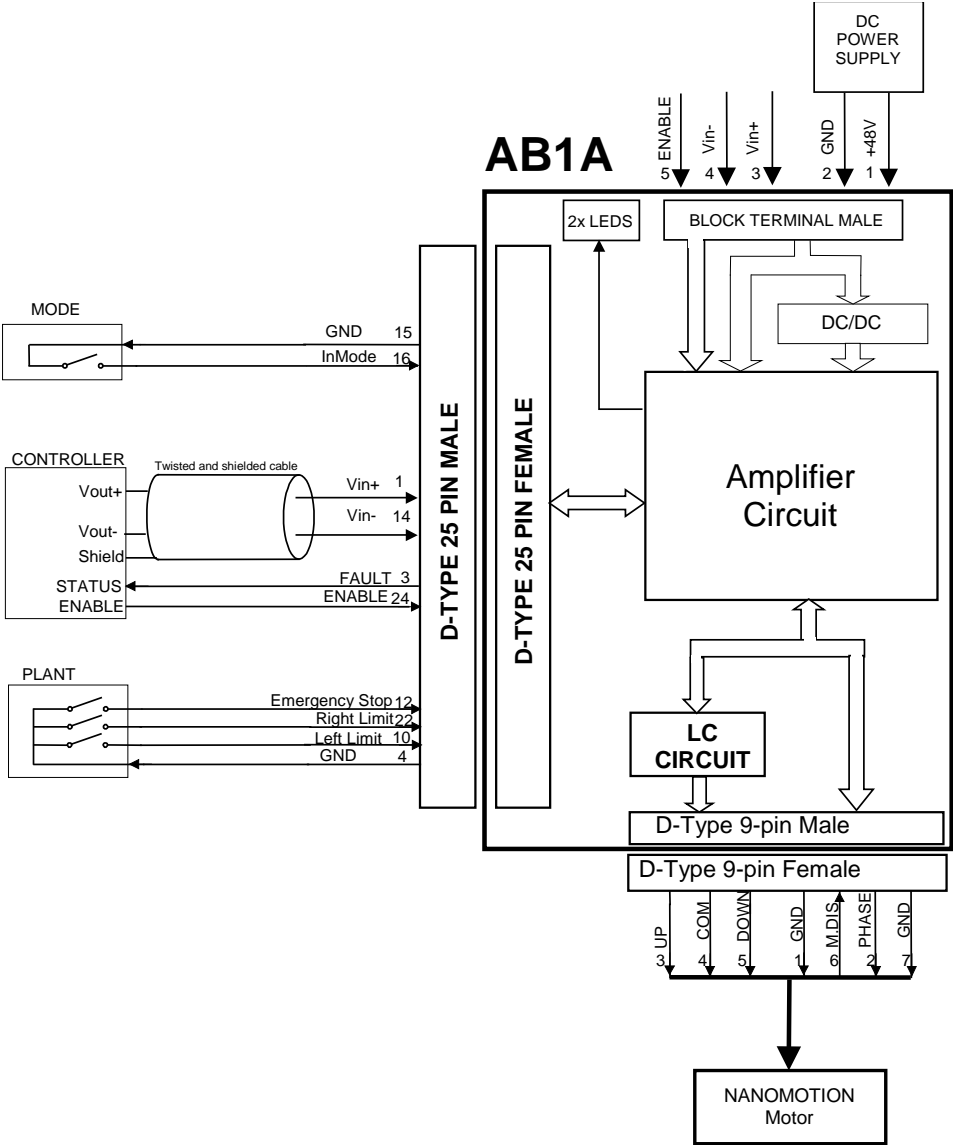 DC
POWER
SUPPLY
ENABLE
Vin-
Vin+
GND
+48V
5
4
3
2
1
AB1A
2x LEDS
BLOCK TERMINAL MALE
DC/DC
MODE
GND 15
InMode 16
D-TYPE 25 PIN MALE
D-TYPE 25 PIN FEMALE
Amplifier
Circuit
CONTROLLER
Twisted and shielded cable
Vout+
Vin+ 1
Vin- 14
Vout-
Shield
STATUS
FAULT 3
ENABLE
ENABLE 24
PLANT
Emergency Stop 12
Right Limit 22
Left Limit 10
GND 4
LC
CIRCUIT
D-Type 9-pin Male
D-Type 9-pin Female
UP
COM
DOWN
GND
M.DIS
PHASE
GND
3
4
5
1
6
2
7
NANOMOTION
Motor